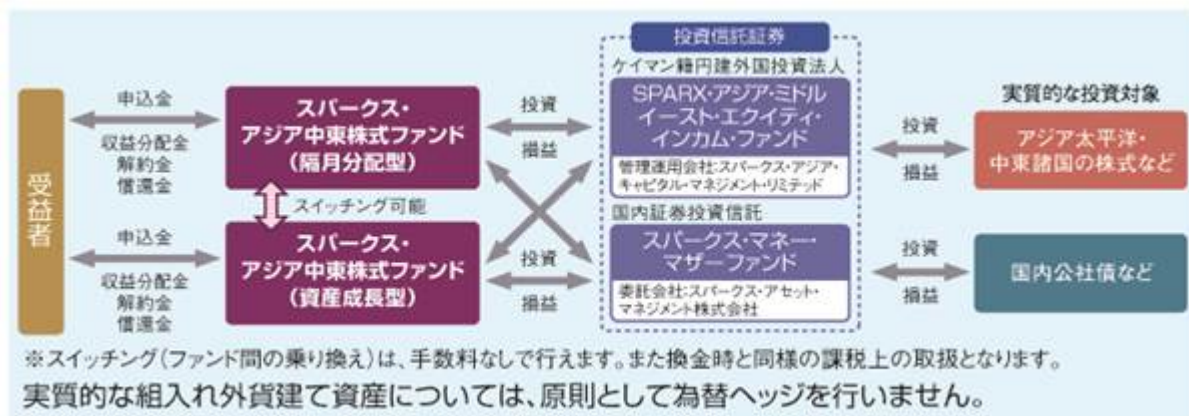 受益者
申込金
収益分配金
解約金
償還金
スパークス・
アジア中東株式ファンド
(隔月分配型)
スイッチング可能
申込金
収益分配金
解約金
償還金
スパークス・
アジア中東株式ファンド
(資産成長型)
投資
損益
投資
損益
投資信託証券
ケイマン籍円建外国投資法人
SPARX・アジア・ミドル
イースト・エクイティ・
インカム・ファンド
管理運用会社:スパークス・アジア・
キャピタル・マネジメント・リミテッド
国内証券投資信託
スパークス・マネー・
マザーファンド
委託会社:スパークス・アセット・
マネジメント株式会社
投資
損益
投資
損益
実質的な投資対象
アジア太平洋・
中東諸国の株式など
国内公社債など
※スイッチング(ファンド間の乗り換え)は、手数料なしで行えます。また換金時と同様の課税上の取扱となります。
実質的な組入れ外貨建て資産については、原則として為替ヘッジを行いません。